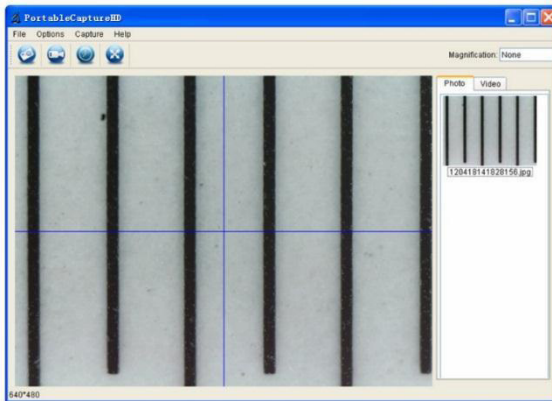 PortableCaptureHD
File Options Capture Help
Magnification: None
Photo Video
120418141828156.jpg
640*480